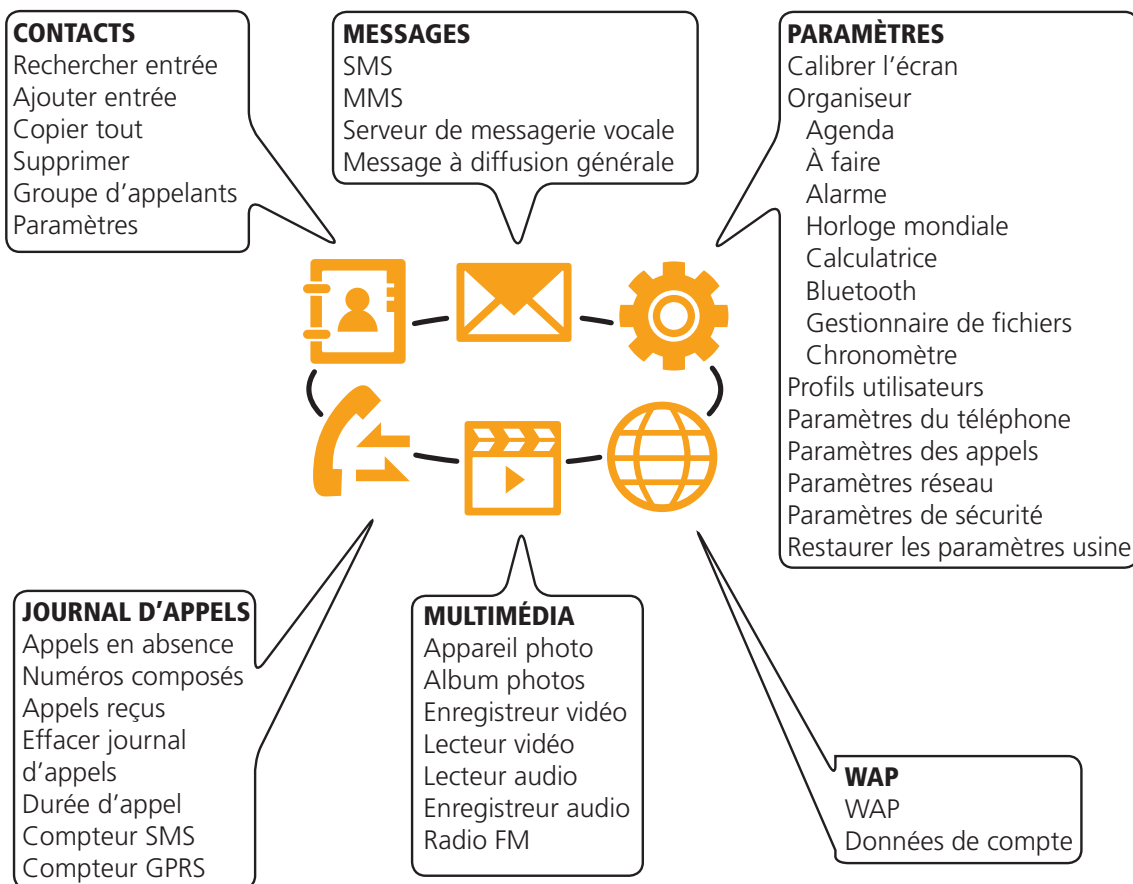 CONTACTS
Rechercher entrée
Ajouter entrée
Copier tout
Supprimer
Groupe d’appelants
Paramètres
MESSAGES
SMS
MMS
Serveur de messagerie vocale
Message à diffusion générale
PARAMÈTRES
Calibrer l’écran
Organiseur
Agenda
À faire
Alarme
Horloge mondiale
Calculatrice
Bluetooth
Gestionnaire de fichiers
Chronomètre
Profils utilisateurs
Paramètres du téléphone
Paramètres des appels
Paramètres réseau
Paramètres de sécurité
Restaurer les paramètres usine
JOURNAL D’APPELS
Appels en absence
Numéros composés
Appels reçus
Effacer journal
d’appels
Durée d’appel
Compteur SMS
Compteur GPRS
MULTIMÉDIA
Appareil photo
Album photos
Enregistreur vidéo
Lecteur vidéo
Lecteur audio
Enregistreur audio
Radio FM
WAP
WAP
Données de compte